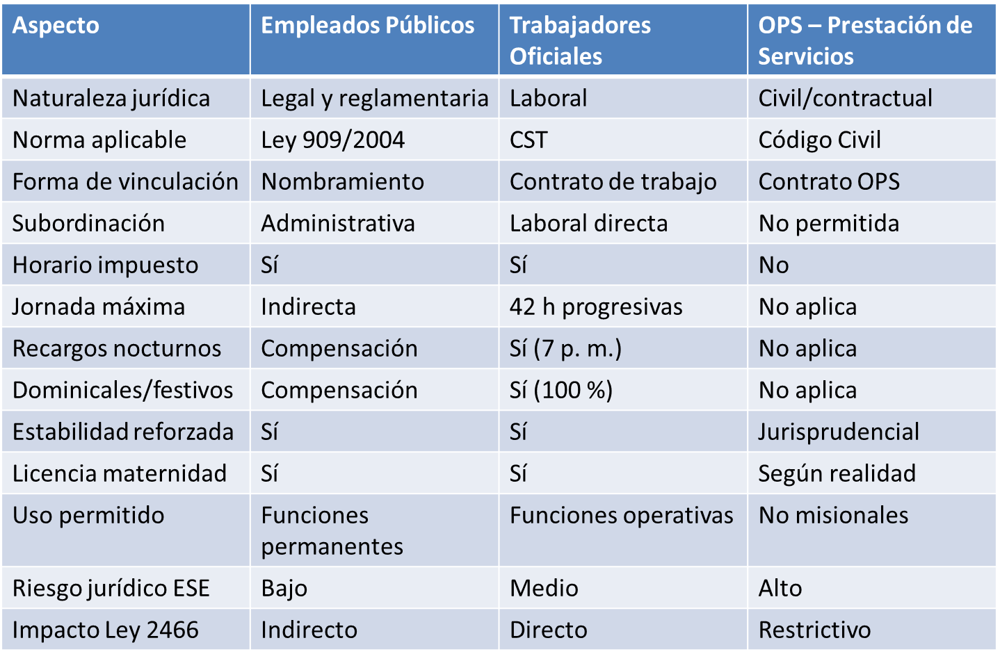 Aspecto Empleados Públicos Trabajadores Oficiales OPS – Prestación de Servicios
Naturaleza jurídica Legal y reglamentaria Laboral Civil/contractual
Norma aplicable Ley 909/2004 CST Código Civil
Forma de vinculación Nombramiento Contrato de trabajo Contrato OPS
Subordinación Administrativa Laboral directa No permitida
Horario impuesto Sí Sí No
Jornada máxima Indirecta 42 h progresivas No aplica
Recargos nocturnos Compensación Sí (7 p. m.) No aplica
Dominicales/festivos Compensación Sí (100 %) No aplica
Estabilidad reforzada Sí Sí Jurisprudencial
Licencia maternidad Sí Sí Según realidad
Uso permitido Funciones permanentes Funciones operativas No misionales
Riesgo jurídico ESE Bajo Medio Alto
Impacto Ley 2466 Indirecto Directo Restrictivo